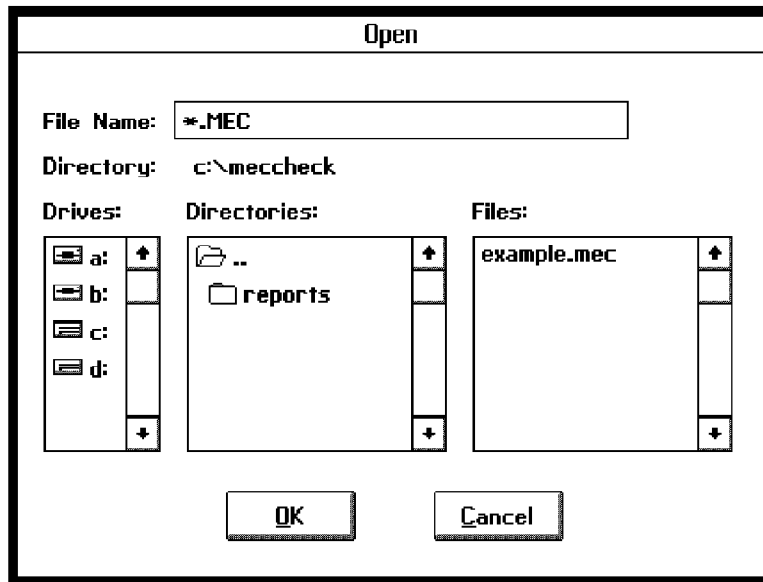 Open
File Name: *.MEC
Directory: c:\meccheck
Drives: Directories: Files:
a: .. example.mec
b: reports
c:
d:
OK Cancel